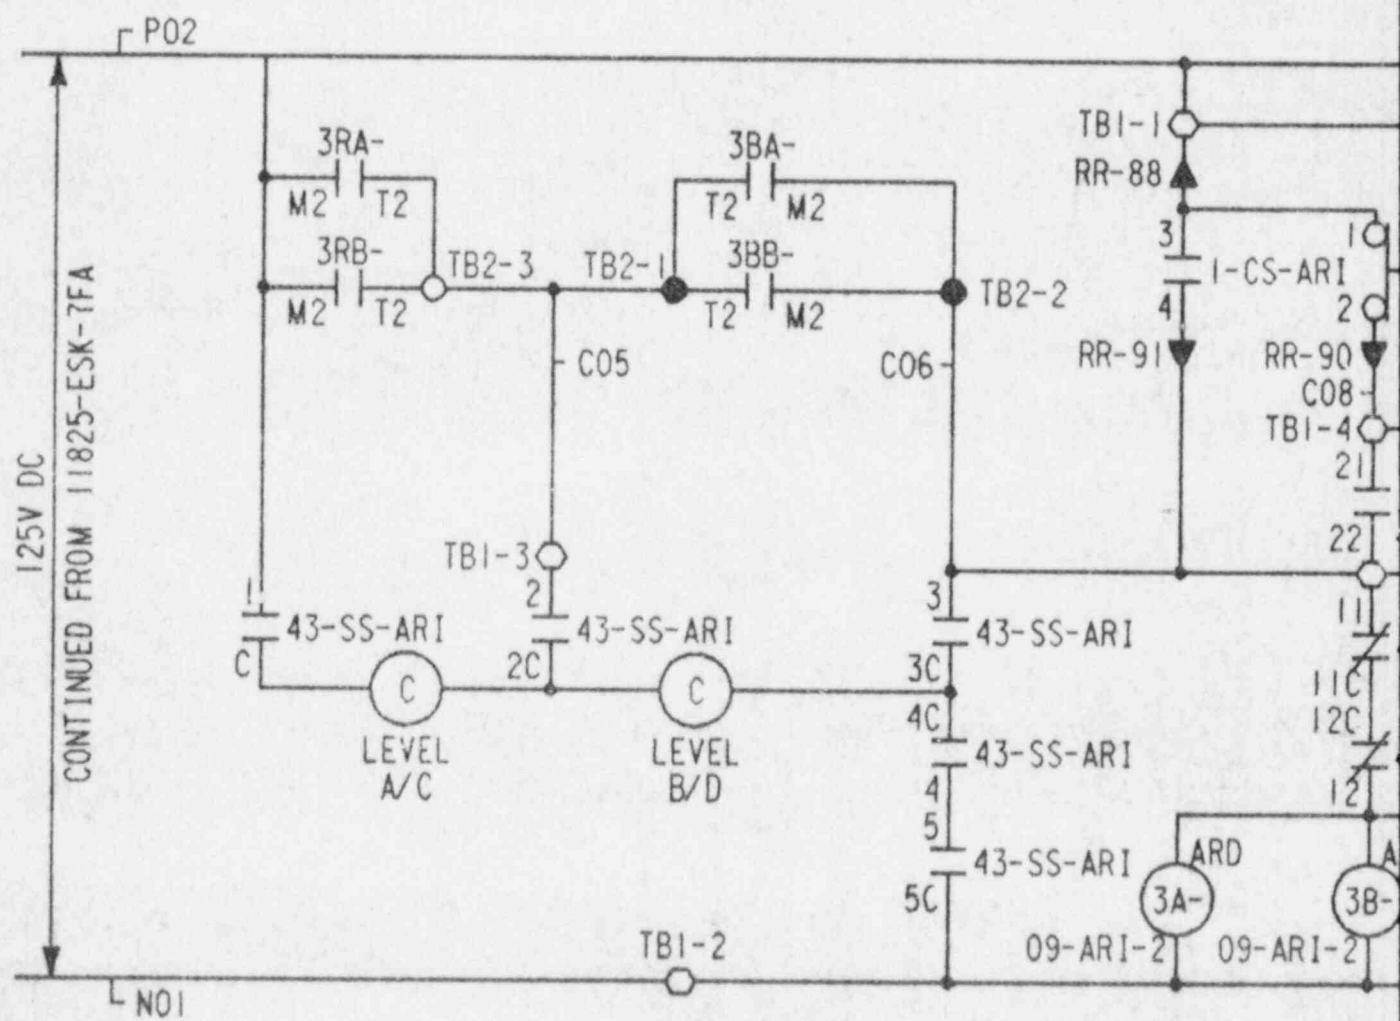 P02
125V DC
CONTINUED FROM 11825-ESK-7FA
3RA-
M2 T2
3RB-
M2 T2
TB2-3
TB2-1
3BA-
T2 M2
3BB-
T2 M2
TB2-2
C05
C06
TB1-1
RR-88
3
1-CS-ARI
4
RR-91
1
2
RR-90
C08
TB1-4
21
22
TB1-3
1
43-SS-ARI
C
2
43-SS-ARI
2C
3
43-SS-ARI
3C
C
LEVEL
A/C
C
LEVEL
B/D
4C
43-SS-ARI
4
5
43-SS-ARI
5C
11
11C
12C
12
ARD
3A-
09-ARI-2
A
3B-
09-ARI-2
TB1-2
N01